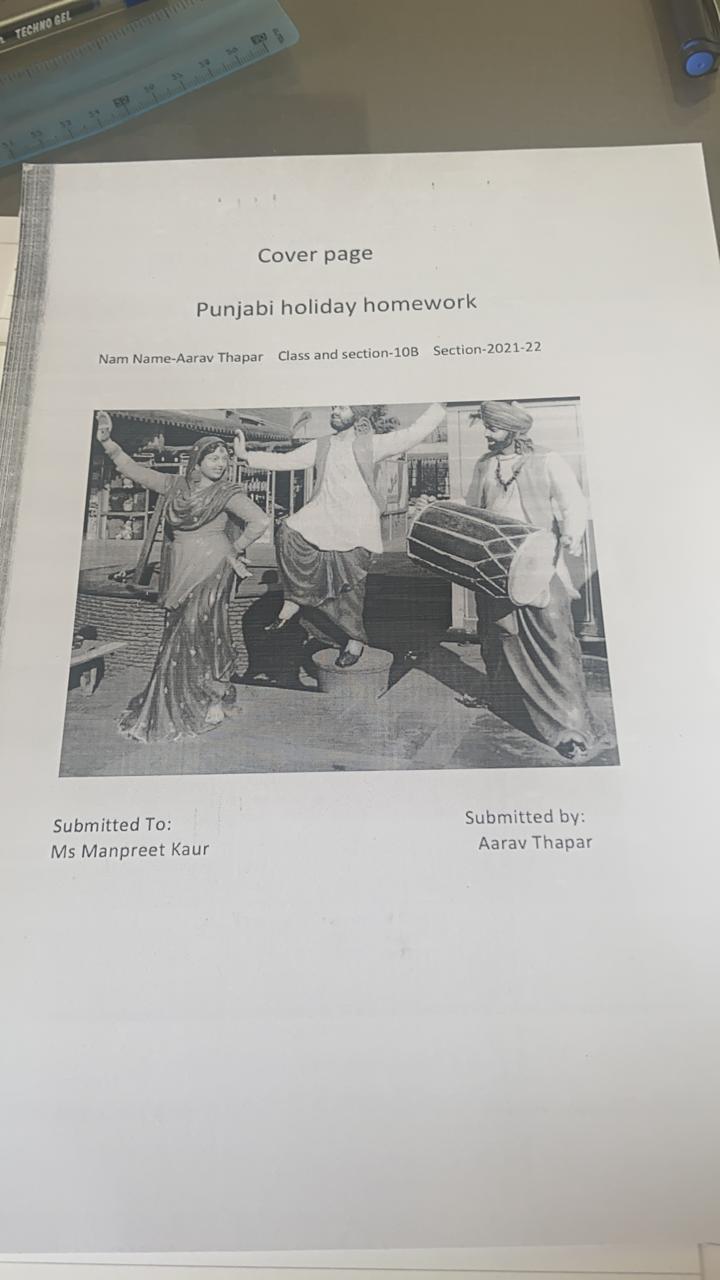 TECHNO GEL
Cover page
Punjabi holiday homework
Nam Name-Aarav Thapar Class and section-10B Section-2021-22
Submitted To:
Ms Manpreet Kaur
Submitted by:
Aarav Thapar